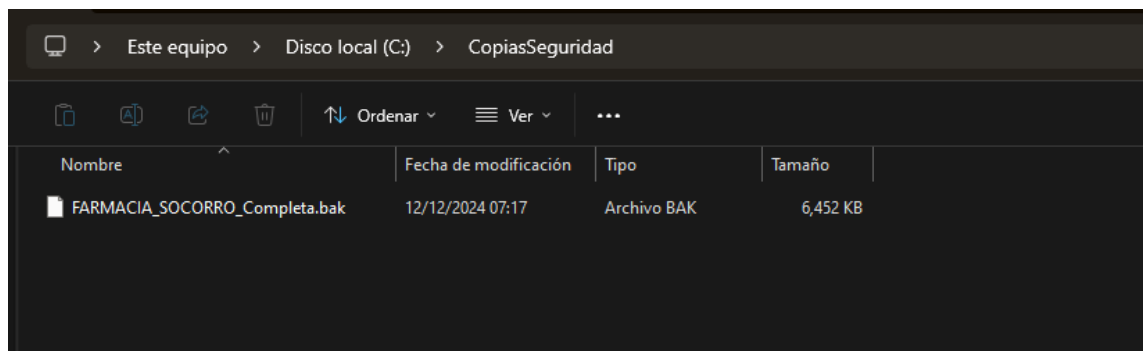 Este equipo > Disco local (C:) > CopiasSeguridad
Ordenar Ver ...
Nombre Fecha de modificación Tipo Tamaño
FARMACIA_SOCORRO_Completa.bak 12/12/2024 07:17 Archivo BAK 6,452 KB